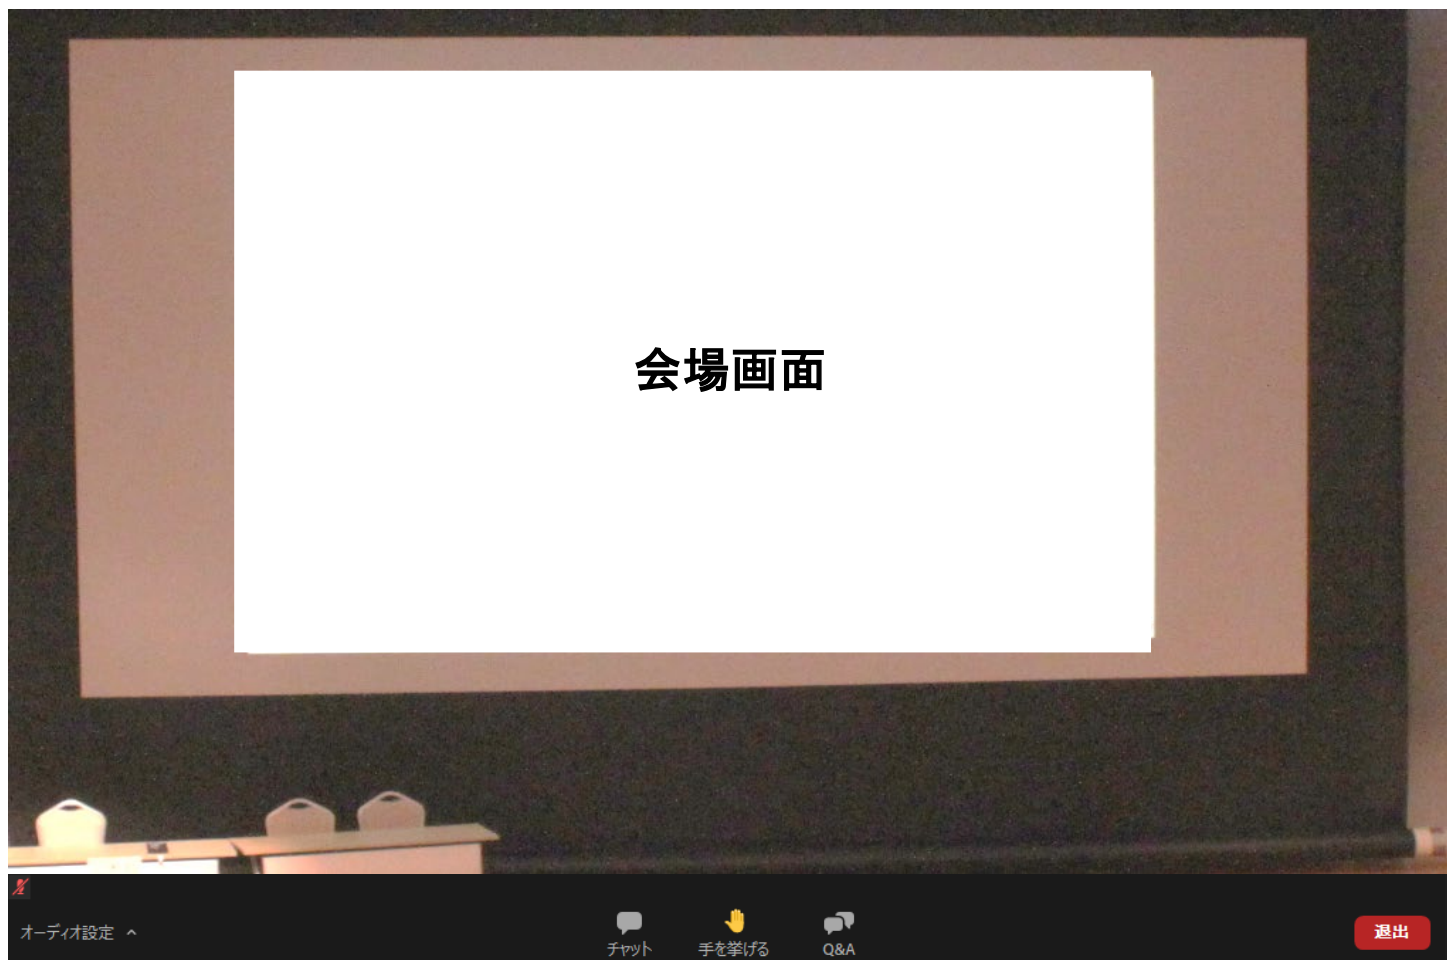 会場画面
オーディオ設定
チャット
手を挙げる
Q&A
退出